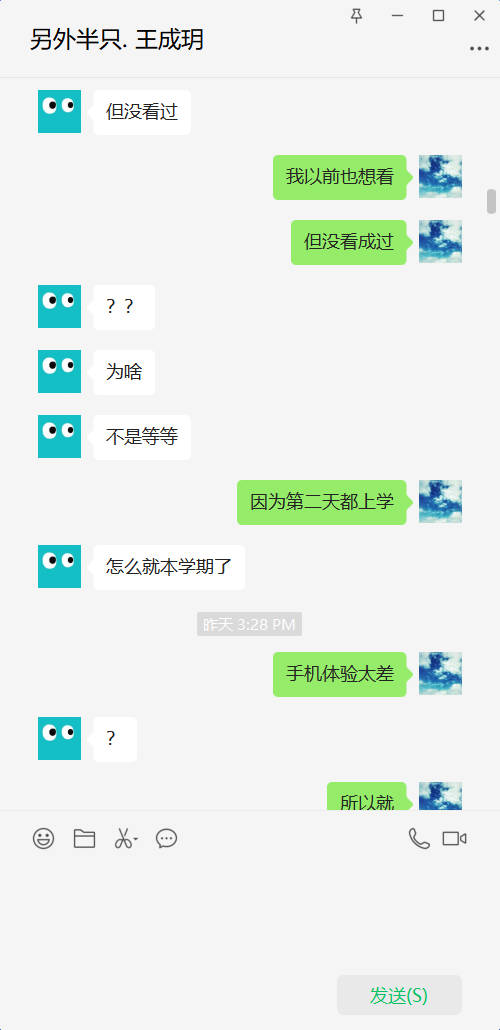 另外半只. 王成玥
但没看过
我以前也想看
但没看成过
？？
为啥
不是等等
因为第二天都上学
怎么就本学期了
昨天 3:28 PM
手机体验太差
？
所以就
发送(S)